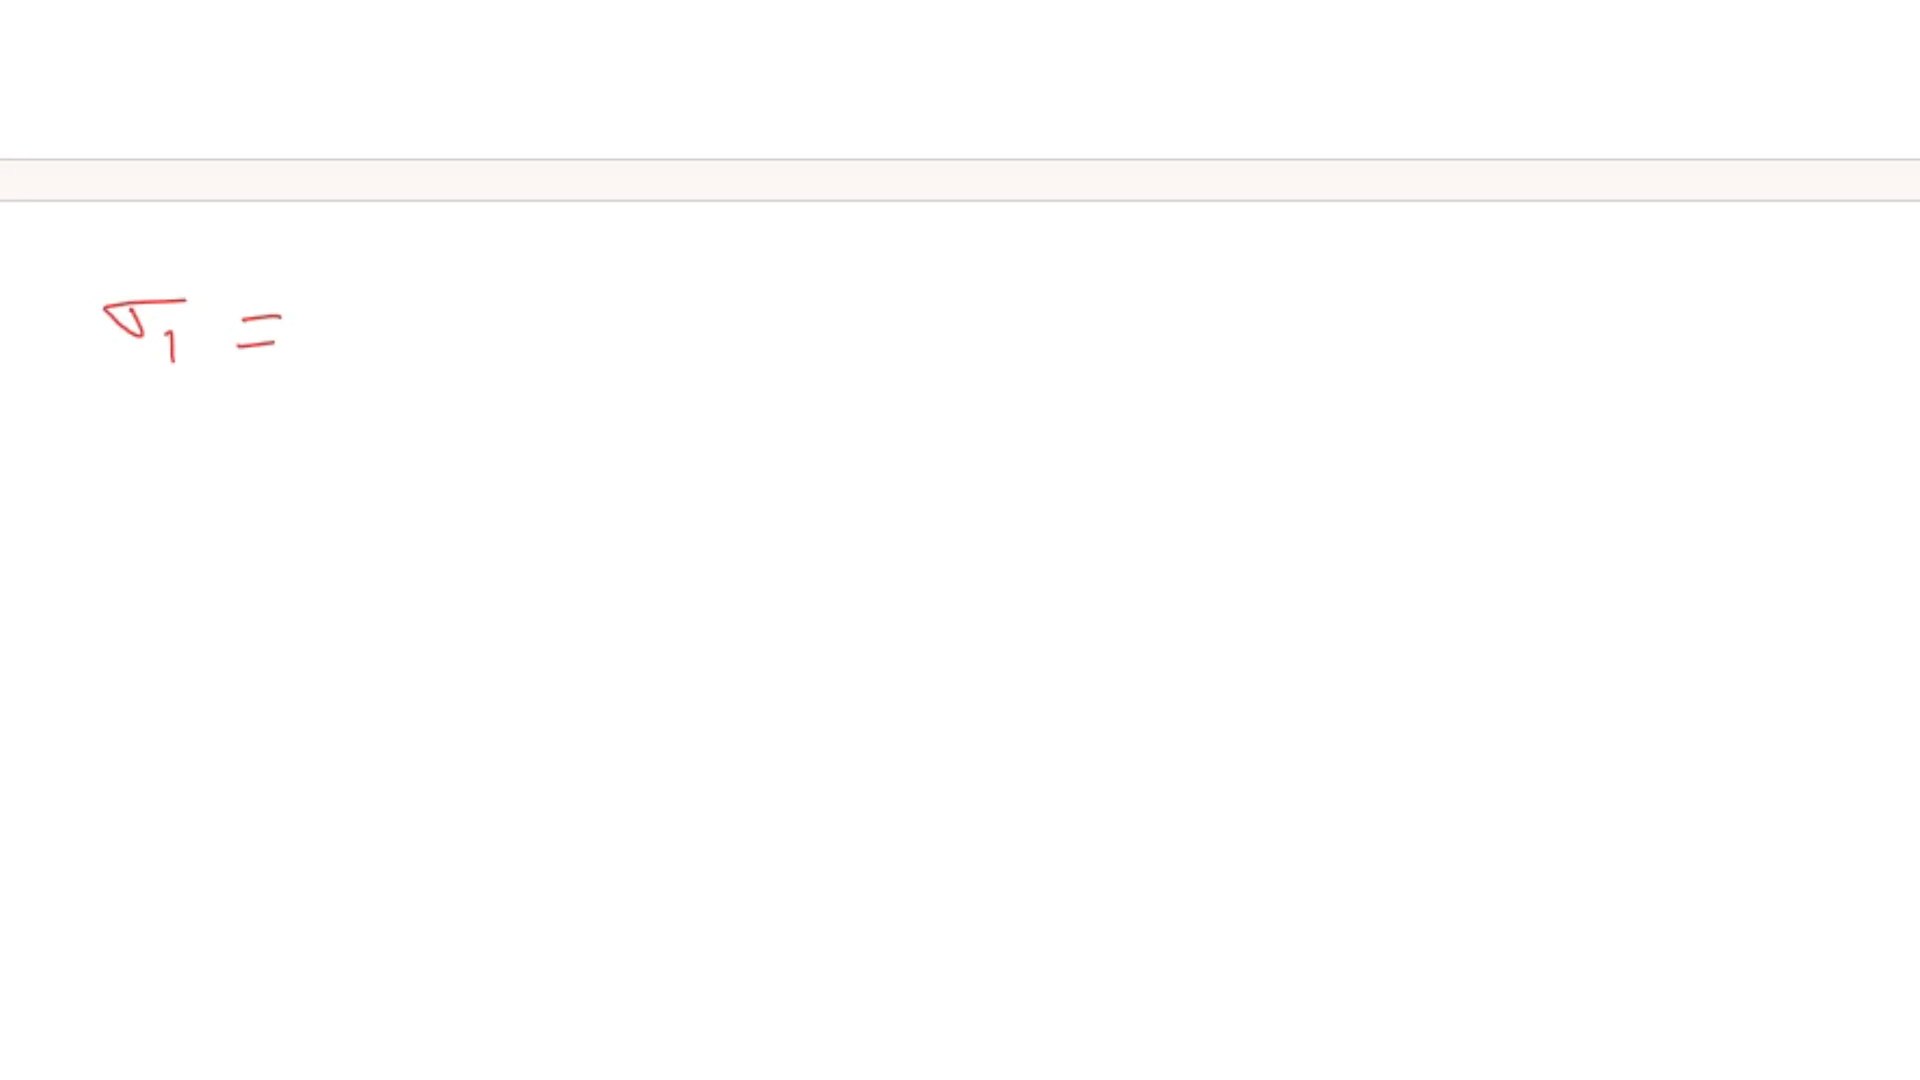 σ₁ =